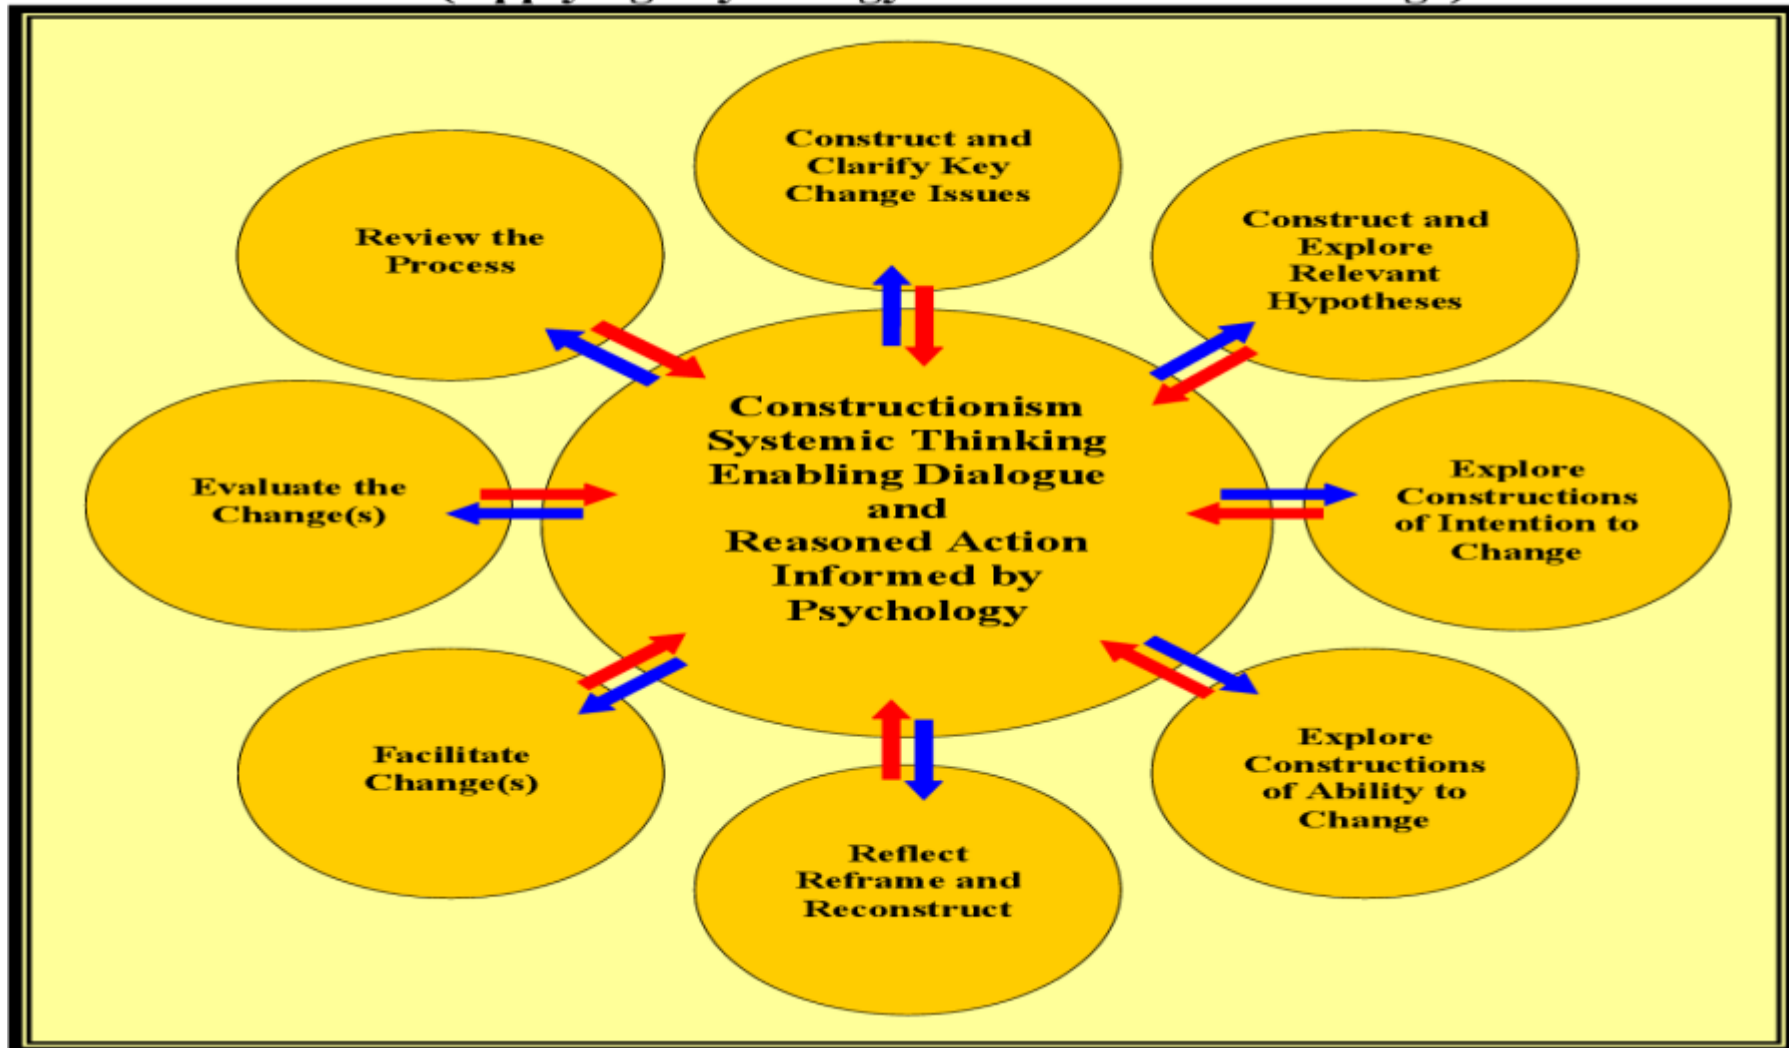 Construct and
Clarify Key
Change Issues
Construct and
Explore
Relevant
Hypotheses
Explore
Constructions
of Intention to
Change
Explore
Constructions
of Ability to
Change
Reflect
Reframe and
Reconstruct
Facilitate
Change(s)
Evaluate the
Change(s)
Review the
Process
Constructionism
Systemic Thinking
Enabling Dialogue
and
Reasoned Action
Informed by
Psychology